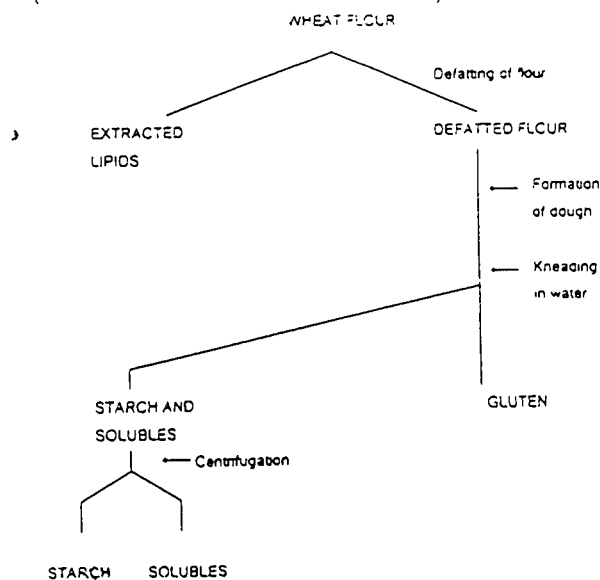 WHEAT FLOUR
Defatting of flour
EXTRACTED
LIPIDS
DEFATTED FLOUR
Formation
of dough
Kneading
in water
STARCH AND
SOLUBLES
GLUTEN
Centrifugation
STARCH SOLUBLES